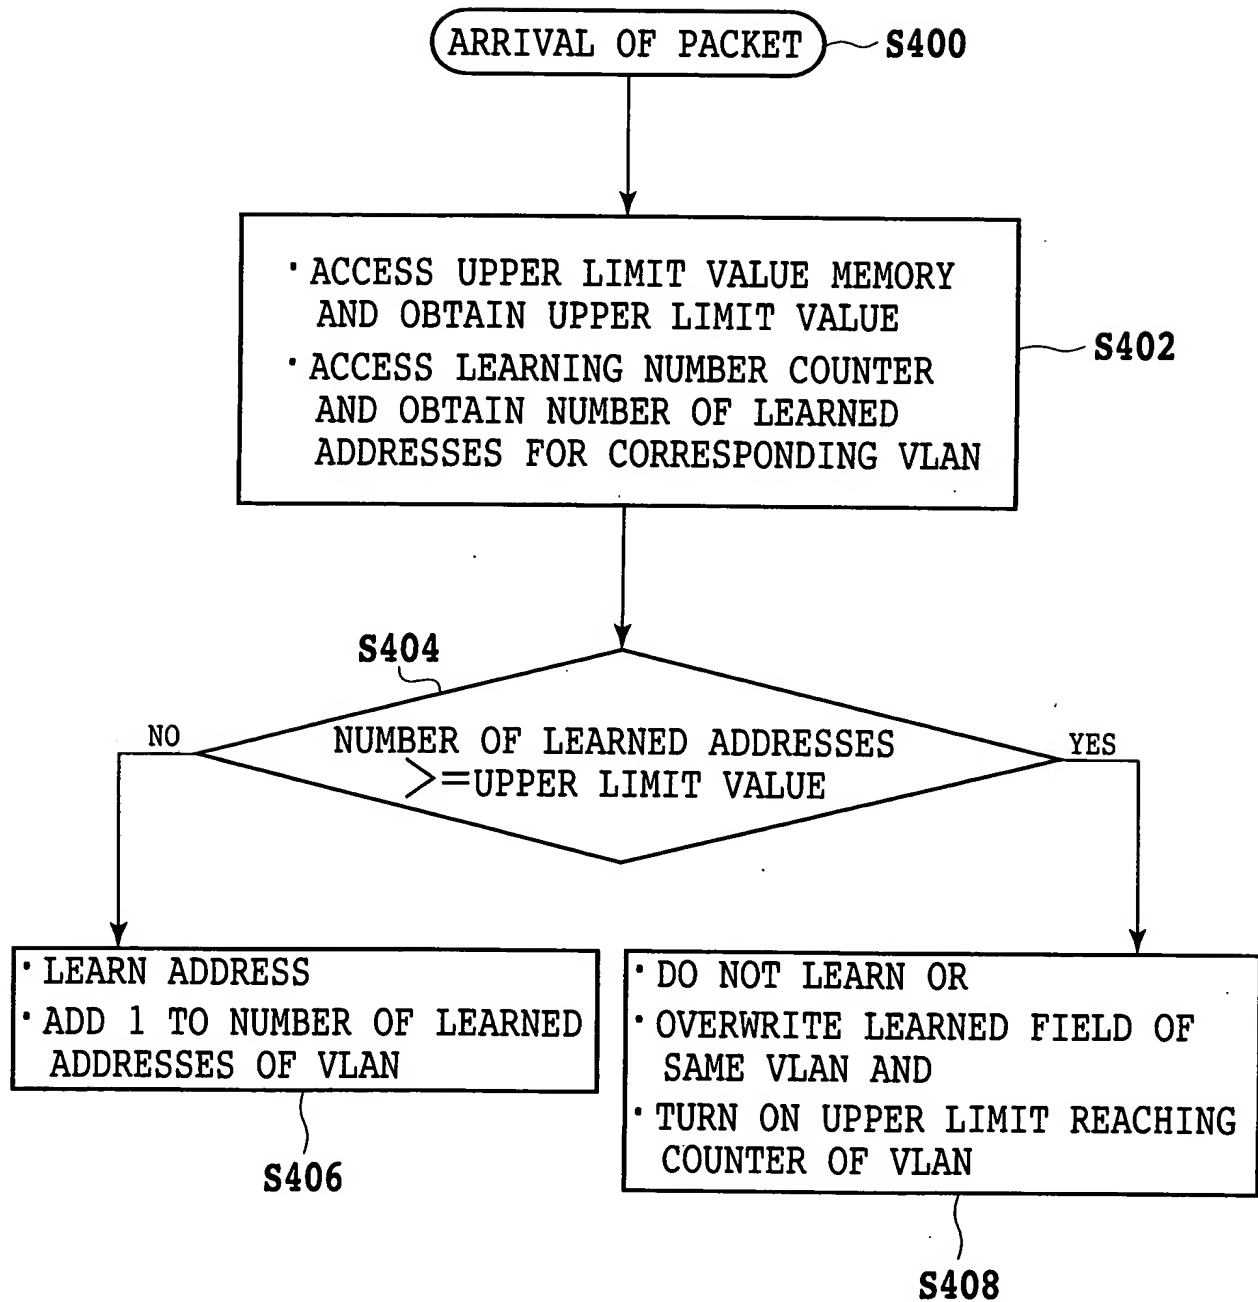 ARRIVAL OF PACKET
S400
· ACCESS UPPER LIMIT VALUE MEMORY
AND OBTAIN UPPER LIMIT VALUE
· ACCESS LEARNING NUMBER COUNTER
AND OBTAIN NUMBER OF LEARNED
ADDRESSES FOR CORRESPONDING VLAN
S402
S404
NO
NUMBER OF LEARNED ADDRESSES
>=UPPER LIMIT VALUE
YES
· LEARN ADDRESS
· ADD 1 TO NUMBER OF LEARNED
ADDRESSES OF VLAN
S406
· DO NOT LEARN OR
· OVERWRITE LEARNED FIELD OF
SAME VLAN AND
· TURN ON UPPER LIMIT REACHING
COUNTER OF VLAN
S408